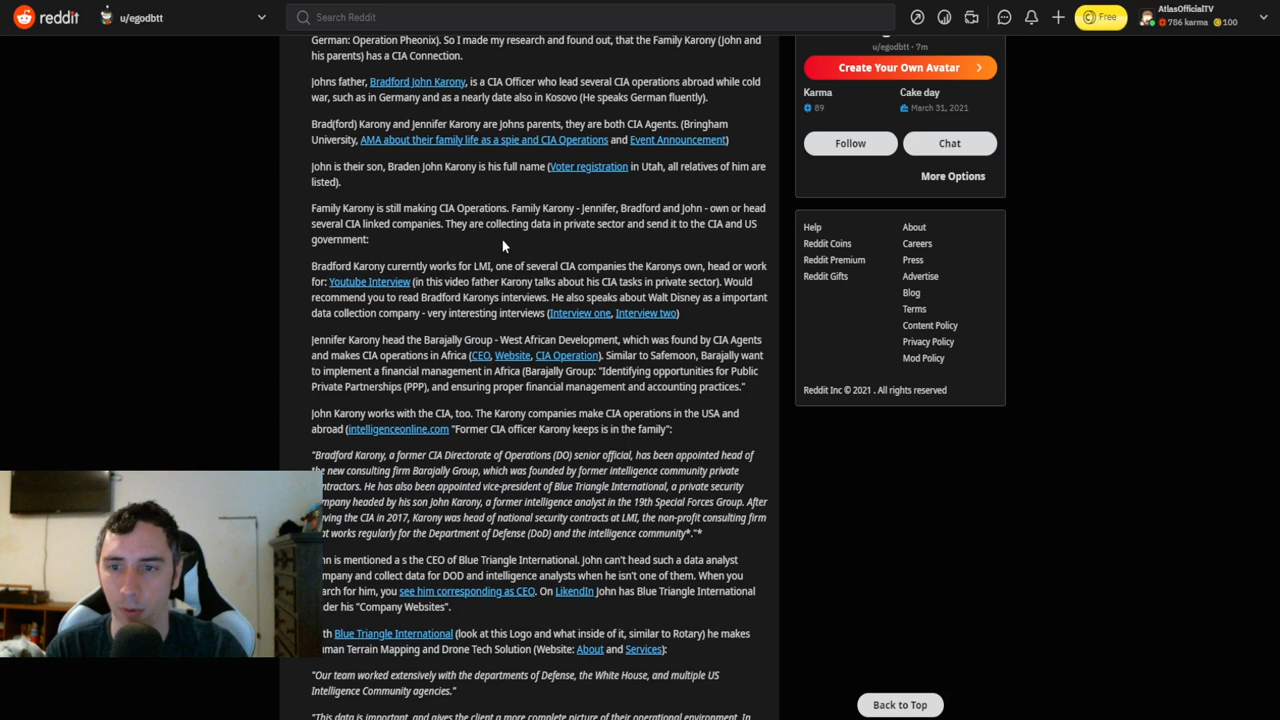 reddit
u/egodbtt
Search Reddit
Free
AtlasOfficialTV
786 karma 100
German: Operation Pheonix). So I made my research and found out, that the Family Karony (John and
his parents) has a CIA Connection.
Johns father, Bradford John Karony, is a CIA Officer who lead several CIA operations abroad while cold
war, such as in Germany and as a nearly date also in Kosovo (He speaks German fluently).
Brad(ford) Karony and Jennifer Karony are Johns parents, they are both CIA Agents. (Bringham
University, AMA about their family life as a spie and CIA Operations and Event Announcement)
John is their son, Braden John Karony is his full name (Voter registration in Utah, all relatives of him are
listed).
Family Karony is still making CIA Operations. Family Karony - Jennifer, Bradford and John - own or head
several CIA linked companies. They are collecting data in private sector and send it to the CIA and US
government:
Bradford Karony curerntly works for LMI, one of several CIA companies the Karonys own, head or work
for: Youtube Interview (in this video father Karony talks about his CIA tasks in private sector). Would
recommend you to read Bradford Karonys interviews. He also speaks about Walt Disney as a important
data collection company - very interesting interviews (Interview one, Interview two)
Jennifer Karony head the Barajally Group - West African Development, which was found by CIA Agents
and makes CIA operations in Africa (CEO, Website, CIA Operation). Similar to Safemoon, Barajally want
to implement a financial management in Africa (Barajally Group: "Identifying opportunities for Public
Private Partnerships (PPP), and ensuring proper financial management and accounting practices."
John Karony works with the CIA, too. The Karony companies make CIA operations in the USA and
abroad (intelligenceonline.com "Former CIA officer Karony keeps is in the family":
"Bradford Karony, a former CIA Directorate of Operations (DO) senior official, has been appointed head of
the new consulting firm Barajally Group, which was founded by former intelligence community private
ntractors. He has also been appointed vice-president of Blue Triangle International, a private security
mpany headed by his son John Karony, a former intelligence analyst in the 19th Special Forces Group. After
ving the CIA in 2017, Karony was head of national security contracts at LMI, the non-profit consulting firm
at works regularly for the Department of Defense (DoD) and the intelligence community*."*
hn is mentioned a s the CEO of Blue Triangle International. John can't head such a data analyst
mpany and collect data for DOD and intelligence analysts when he isn't one of them. When you
arch for him, you see him corresponding as CEO. On LikendIn John has Blue Triangle International
der his "Company Websites".
th Blue Triangle International (look at this Logo and what inside of it, similar to Rotary) he makes
man Terrain Mapping and Drone Tech Solution (Website: About and Services):
"Our team worked extensively with the departments of Defense, the White House, and multiple US
Intelligence Community agencies."
"This data is important, and gives the client a more complete picture of their operational environment. In
u/egodbtt · 7m
Create Your Own Avatar
Karma Cake day
89 March 31, 2021
Follow Chat
More Options
Help About
Reddit Coins Careers
Reddit Premium Press
Reddit Gifts Advertise
Blog
Terms
Content Policy
Privacy Policy
Mod Policy
Reddit Inc © 2021 . All rights reserved
Back to Top